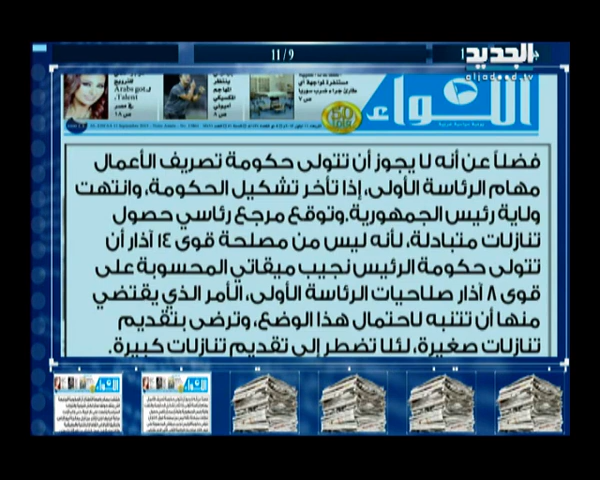 11/9
الجديد
aljadeed.tv
اللواء
فضلاً عن أنه لا يجوز أن تتولى حكومة تصريف الأعمال
مهام الرئاسة الأولى، إذا تأخر تشكيل الحكومة، وانتهت
ولاية رئيس الجمهورية.وتوقع مرجع رئاسي حصول
تنازلات متبادلة، لأنه ليس من مصلحة قوى ١٤ آذار أن
تتولى حكومة الرئيس نجيب ميقاتي المحسوبة على
قوى ٨ آذار صلاحيات الرئاسة الأولى، الأمر الذي يقتضي
منها أن تتنبه لاحتمال هذا الوضع، وترضى بتقديم
تنازلات صغيرة، لئلا تضطر إلى تقديم تنازلات كبيرة.